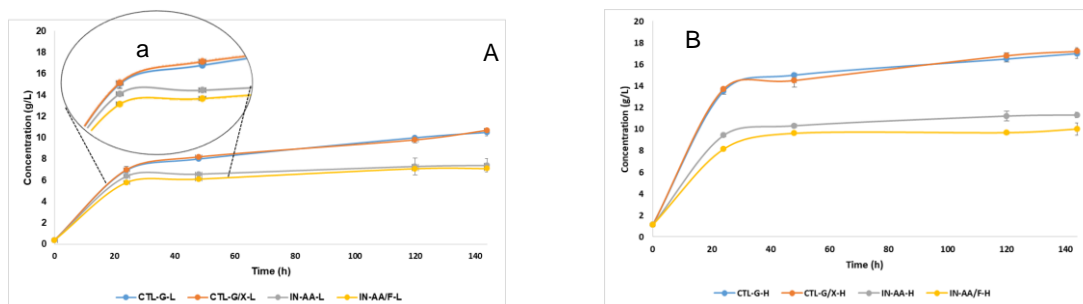 20
18
16
14
12
10
8
6
4
2
0
Concentration (g/L)
a
A
0 20 40 60 80 100 120 140
Time (h)
CTL-G-L CTL-G/X-L IN-AA-L IN-AA/F-L
B
20
18
16
14
12
10
8
6
4
2
0
Concentration (g/L)
0 20 40 60 80 100 120 140
Time (h)
CTL-G-H CTL-G/X-H IN-AA-H IN-AA/F-H